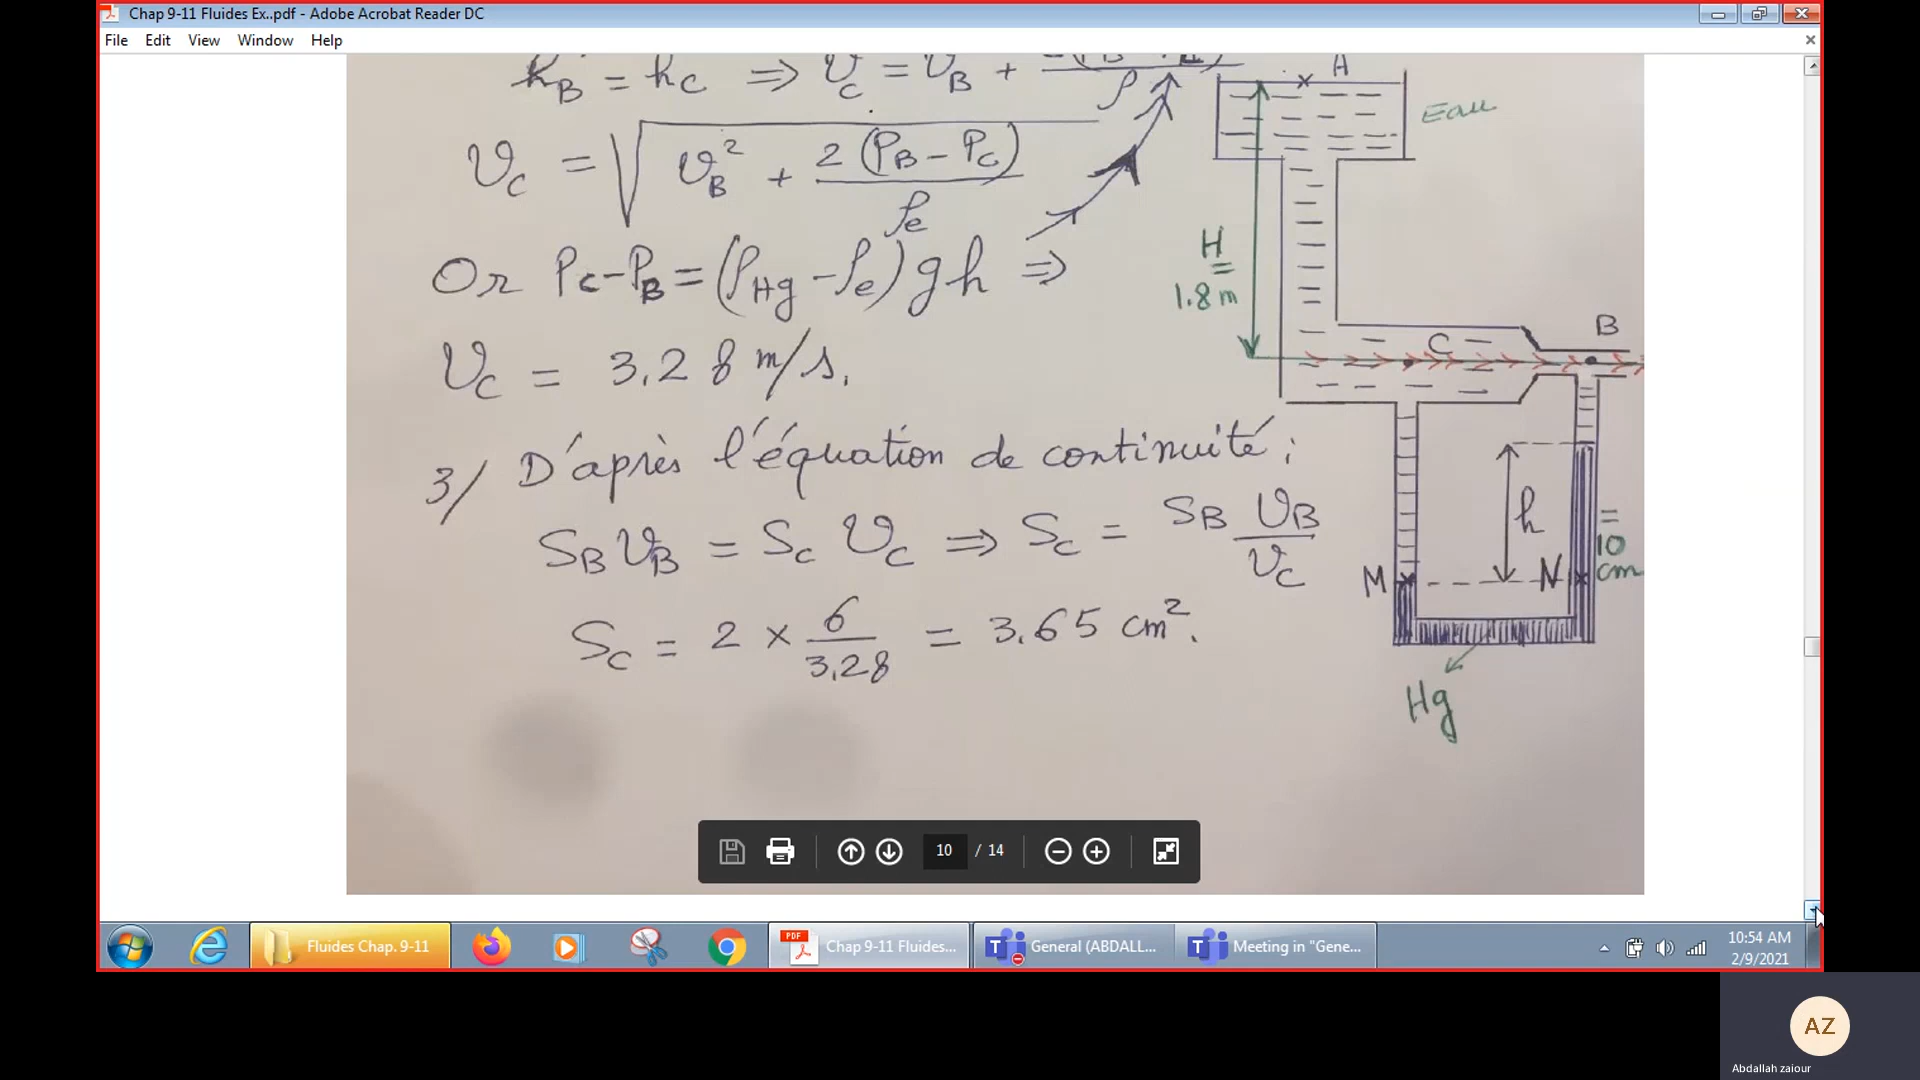 Chap 9-11 Fluides Ex..pdf - Adobe Acrobat Reader DC
File Edit View Window Help
h_B = h_C ⇒ V_C = V_B +
ρ
V_C = √ V_B² + 2 (P_B - P_C) / ρ_e
Or P_C - P_B = (ρ_Hg - ρ_e) g h ⇒
V_C = 3.28 m/s.
3/ D'après l'équation de continuité :
S_B V_B = S_C V_C ⇒ S_C = S_B V_B / V_C
S_C = 2 × 6 / 3.28 = 3.65 cm².
A
Eau
H
=
1.8 m
C
B
h
=
10
cm
M
N
Hg
10 / 14
Fluides Chap. 9-11
PDF
Chap 9-11 Fluides...
General (ABDALL...
Meeting in "Gene...
10:54 AM
2/9/2021
AZ
Abdallah zaiour